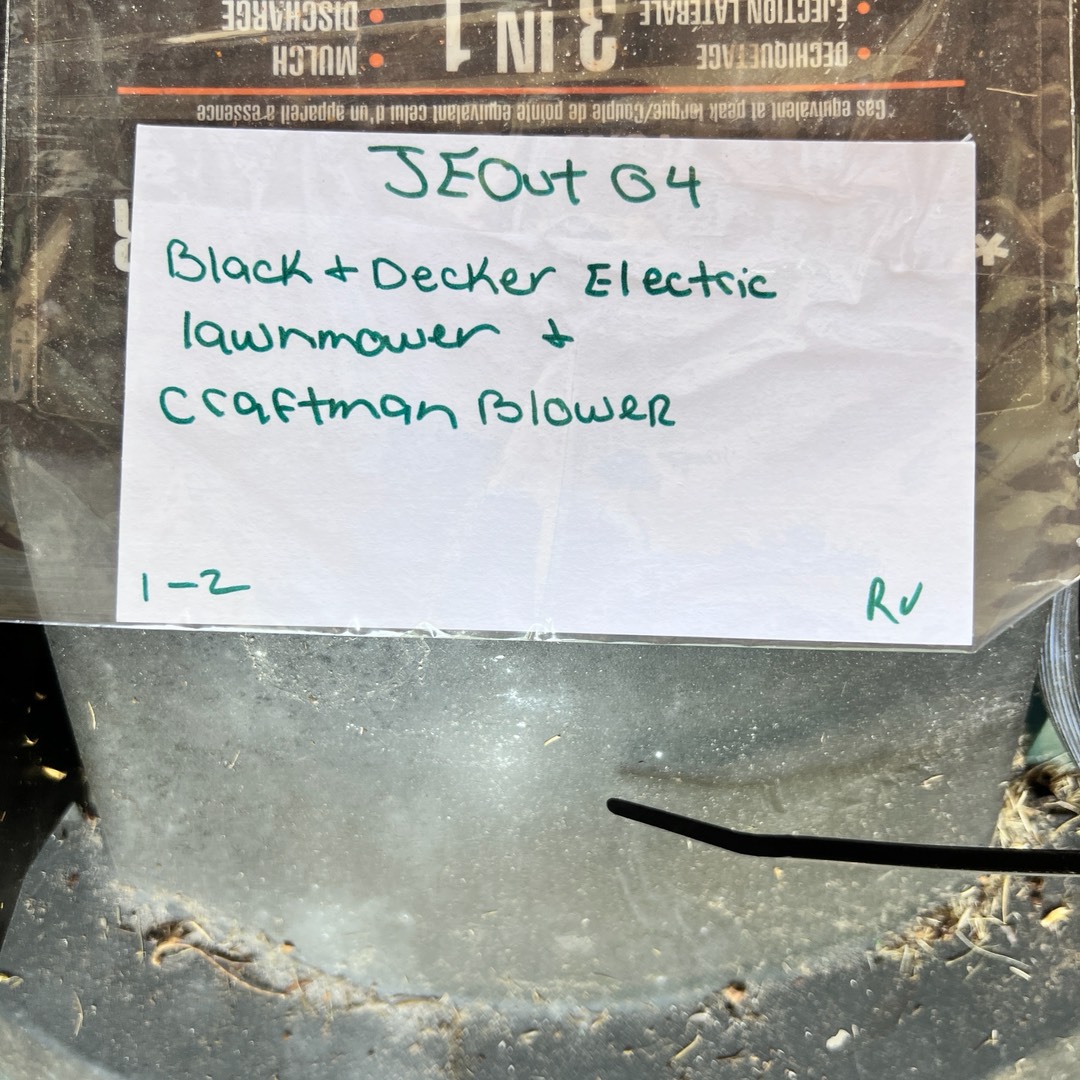 DISCHARGE
MULCH
3 IN 1
ÉJECTION LATÉRALE
DÉCHIQUETAGE
*Gas equivalent at peak torque/Couple de pointe équivalent celui d'un appareil à essence
JEOut 04
Black + Decker Electric
lawnmower +
Craftman Blower
1-2
RV